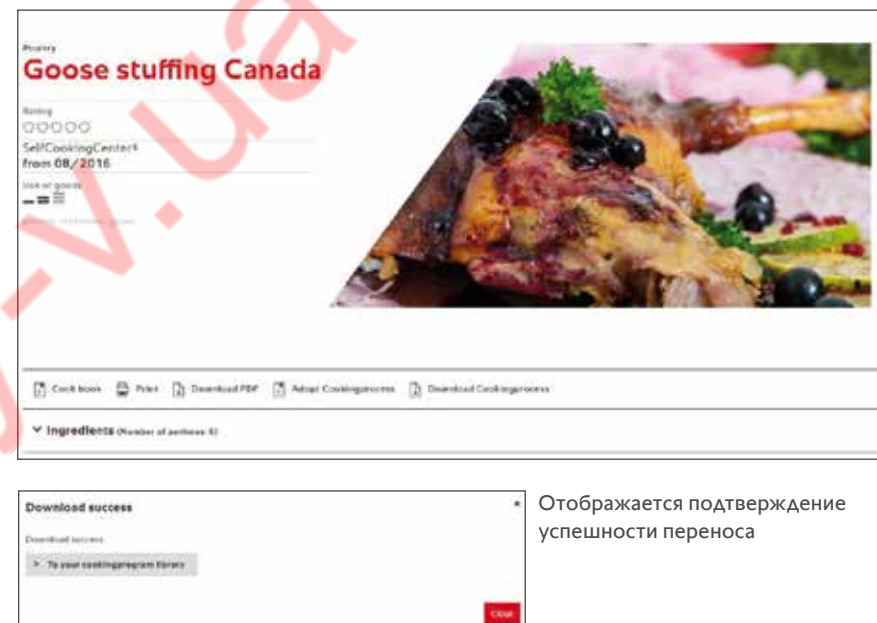 Poultry
Goose stuffing Canada
Rating
SelfCookingCenter®
from 08/2016
Use of goods
Cook book Print Download PDF Adopt Cookingprocess Download Cookingprocess
Ingredients (Number of portions: 6)
Download success
Download success
> To your cookingprogram library
Close
Отображается подтверждение
успешности переноса
v.ua